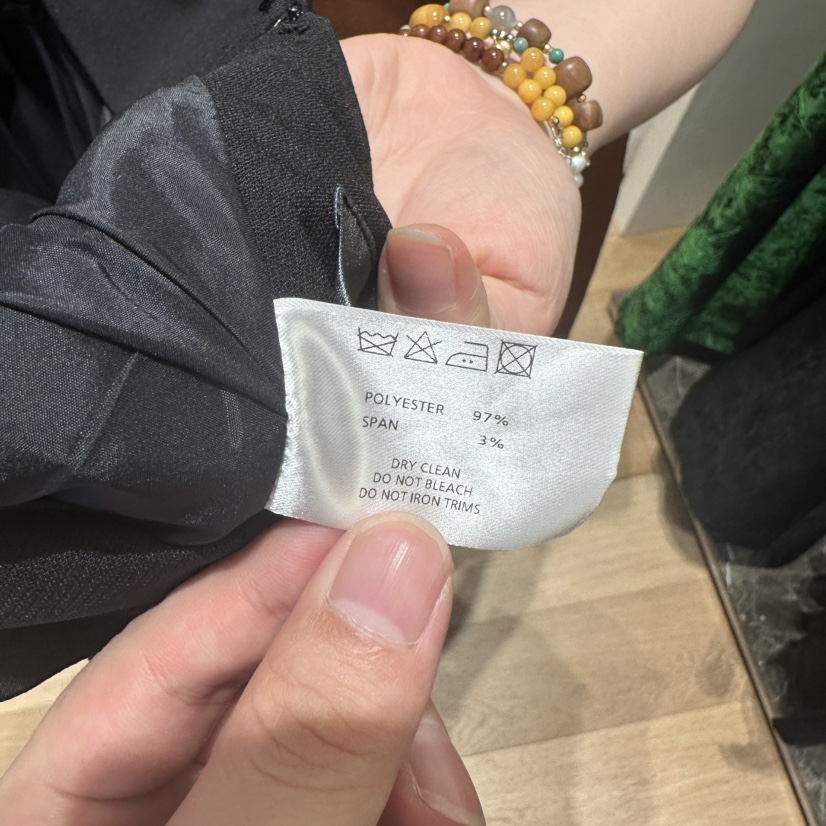 POLYESTER 97%
SPAN 3%
DRY CLEAN
DO NOT BLEACH
DO NOT IRON TRIMS